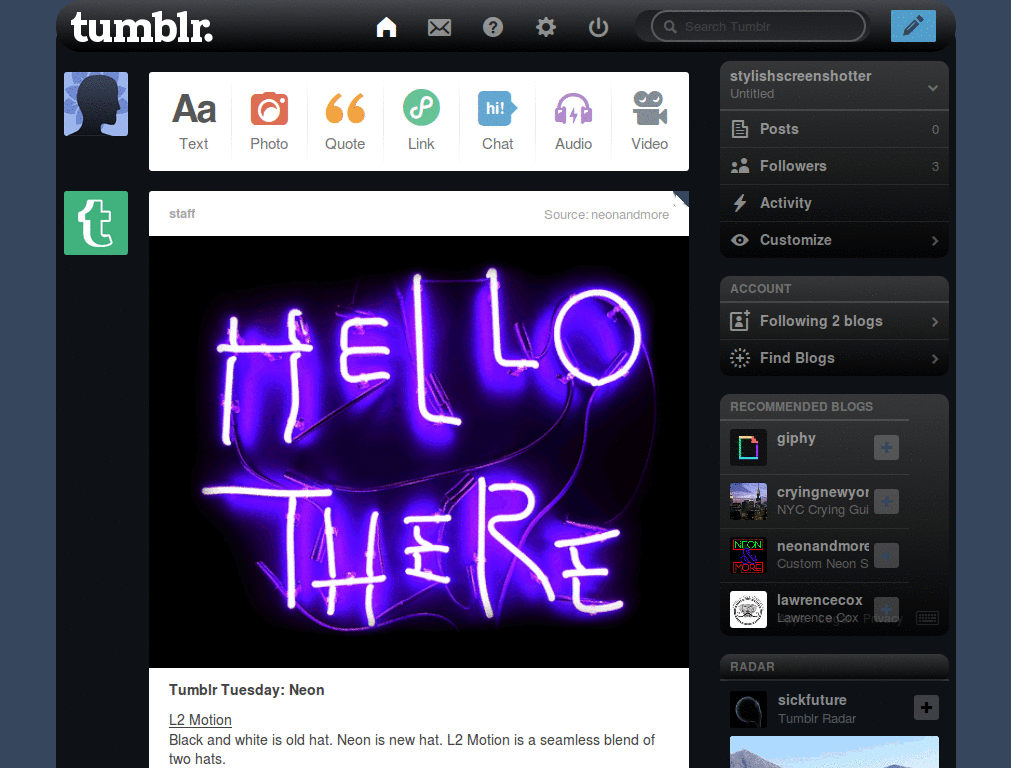 tumblr.
Search Tumblr
Aa
Text
Photo
Quote
Link
hi!
Chat
Audio
Video
staff
Source: neonandmore
HELLO
THERE
Tumblr Tuesday: Neon
L2 Motion
Black and white is old hat. Neon is new hat. L2 Motion is a seamless blend of
two hats.
stylishscreenshotter
Untitled
Posts 0
Followers 3
Activity
Customize
ACCOUNT
Following 2 blogs
Find Blogs
RECOMMENDED BLOGS
giphy
cryingnewyor
NYC Crying Gui
NEON
MORE
neonandmore
Custom Neon S
lawrencecox
Lawrence Cox
Privacy
RADAR
sickfuture
Tumblr Radar